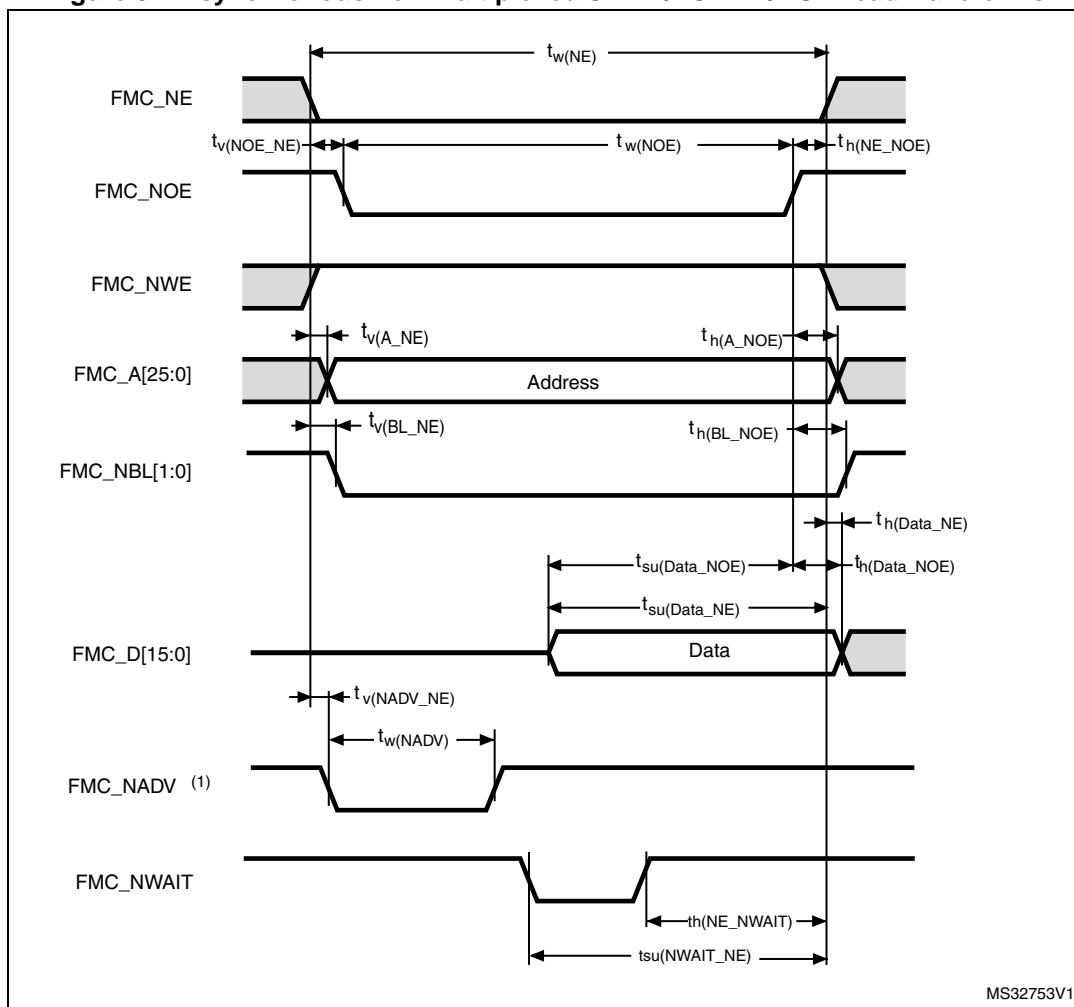 tw(NE)
FMC_NE
tv(NOE_NE)
tw(NOE)
th(NE_NOE)
FMC_NOE
FMC_NWE
tv(A_NE)
th(A_NOE)
FMC_A[25:0]
Address
tv(BL_NE)
th(BL_NOE)
FMC_NBL[1:0]
th(Data_NE)
tsu(Data_NOE)
th(Data_NOE)
tsu(Data_NE)
FMC_D[15:0]
Data
tv(NADV_NE)
tw(NADV)
FMC_NADV (1)
FMC_NWAIT
th(NE_NWAIT)
tsu(NWAIT_NE)
MS32753V1